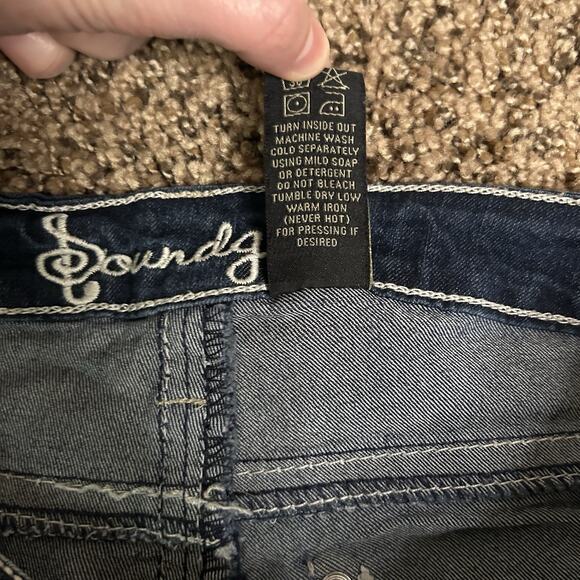 TURN INSIDE OUT
MACHINE WASH
COLD SEPARATELY
USING MILD SOAP
OR DETERGENT
DO NOT BLEACH
TUMBLE DRY LOW
WARM IRON
(NEVER HOT)
FOR PRESSING IF
DESIRED